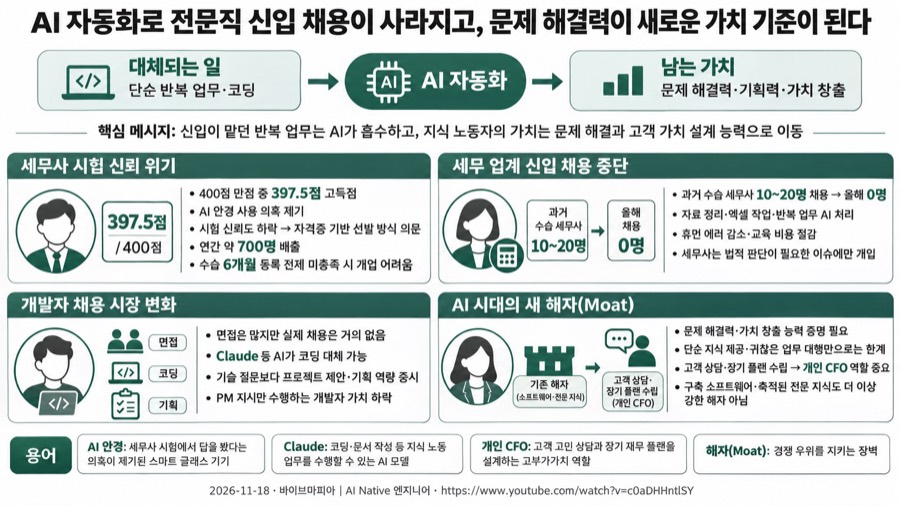 AI 자동화로 전문직 신입 채용이 사라지고, 문제 해결력이 새로운 가치 기준이 된다
대체되는 일
단순 반복 업무·코딩
AI
AI 자동화
남는 가치
문제 해결력·기획력·가치 창출
핵심 메시지: 신입이 맡던 반복 업무는 AI가 흡수하고, 지식 노동자의 가치는 문제 해결과 고객 가치 설계 능력으로 이동
세무사 시험 신뢰 위기
397.5점
/ 400점
• 400점 만점 중 397.5점 고득점
• AI 안경 사용 의혹 제기
• 시험 신뢰도 하락 → 자격증 기반 선발 방식 의문
• 연간 약 700명 배출
• 수습 6개월 등록 전제 미충족 시 개업 어려움
세무 업계 신입 채용 중단
과거
수습 세무사
10~20명
올해
채용
0명
• 과거 수습 세무사 10~20명 채용 → 올해 0명
• 자료 정리·엑셀 작업·반복 업무 AI 처리
• 휴먼 에러 감소·교육 비용 절감
• 세무사는 법적 판단이 필요한 이슈에만 개입
개발자 채용 시장 변화
</>
면접
</>
코딩
기획
• 면접은 많지만 실제 채용은 거의 없음
• Claude 등 AI가 코딩 대체 가능
• 기술 질문보다 프로젝트 제안·기획 역량 중시
• PM 지시만 수행하는 개발자 가치 하락
AI 시대의 새 해자(Moat)
기존 해자
(소프트웨어·전문 지식)
고객 상담·
장기 플랜 수립
(개인 CFO)
• 문제 해결력·가치 창출 능력 증명 필요
• 단순 지식 제공·귀찮은 업무 대행만으로는 한계
• 고객 상담·장기 플랜 수립 → 개인 CFO 역할 중요
• 구축 소프트웨어·축적된 전문 지식도 더 이상
강한 해자 아님
용어
AI 안경: 세무사 시험에서 답을 봤다는
의혹이 제기된 스마트 글래스 기기
Claude: 코딩·문서 작성 등 지식 노동
업무를 수행할 수 있는 AI 모델
개인 CFO: 고객 고민 상담과 장기 재무 플랜을
설계하는 고부가가치 역할
해자(Moat): 경쟁 우위를 지키는 장벽
2026-11-18 · 바이브마피아 | AI Native 엔지니어 · https://www.youtube.com/watch?v=c0aDHHntlSY